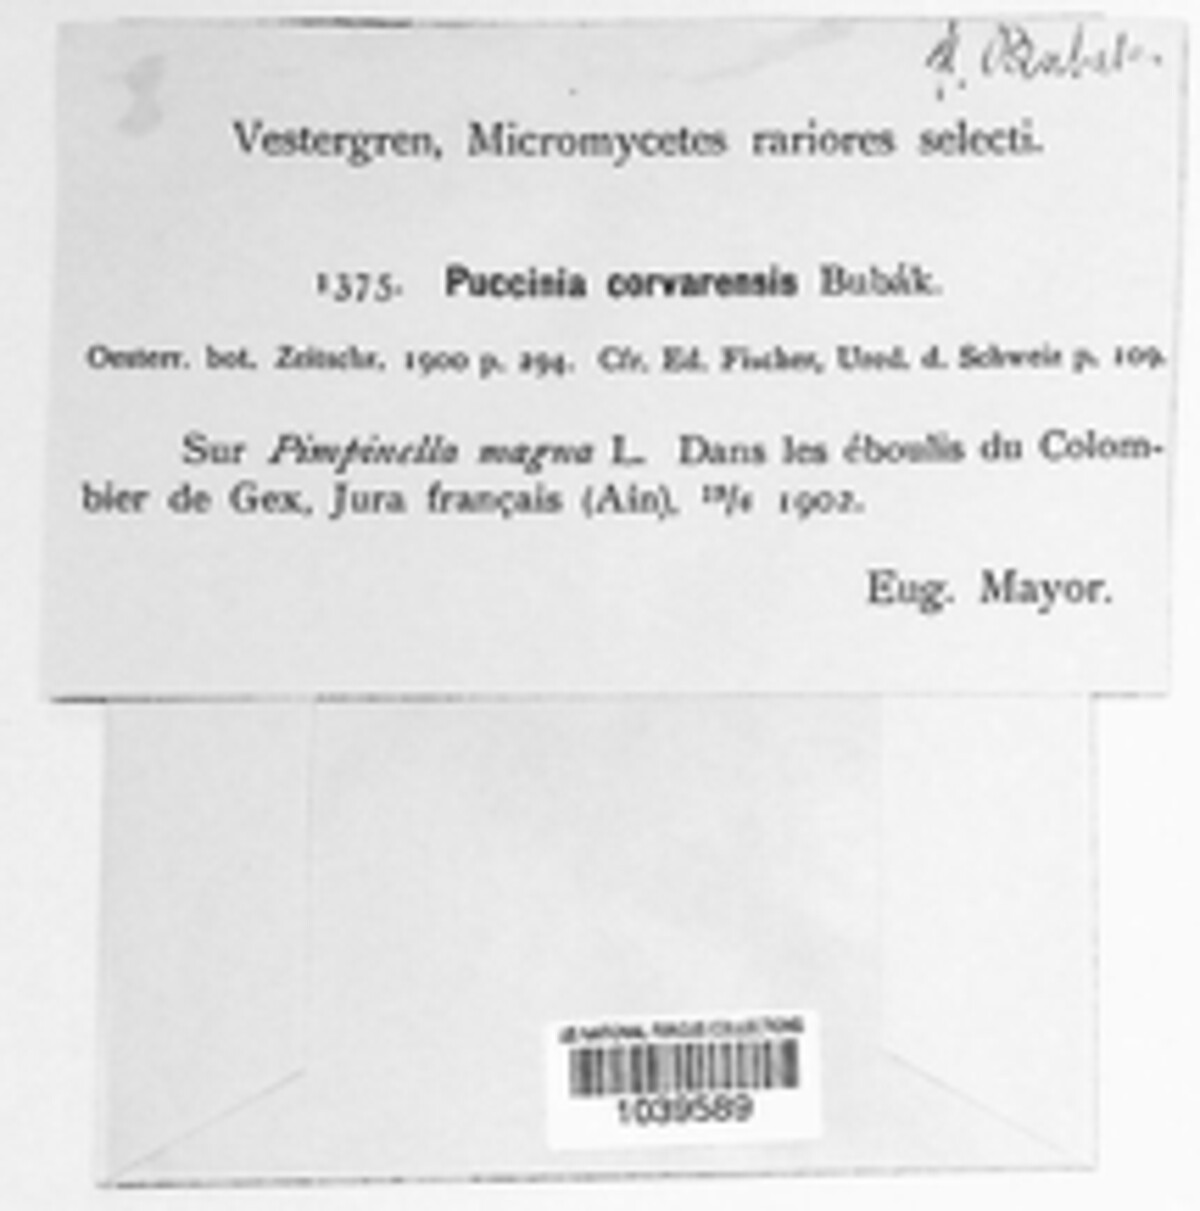 Vestergren, Micromycetes rariores selecti.
1375. Puccinia corvarensis Bubák.
Oesterr. bot. Zeitschr. 1900 p. 294. Cfr. Ed. Fischer, Ured. d. Schweiz p. 109.
Sur Pimpinella magna L. Dans les éboulis du Colom-
bier de Gex, Jura français (Ain), 1902.
Eug. Mayor.
US NATIONAL FUNGUS COLLECTIONS
1039589